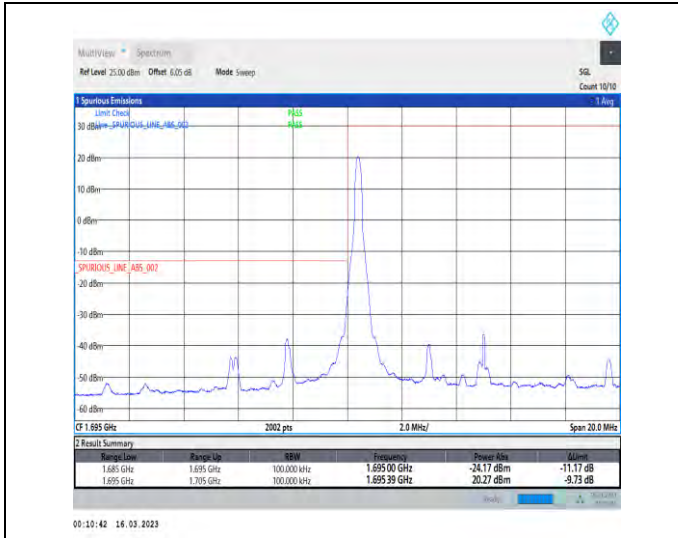 MultiView Spectrum
Ref Level 25.00 dBm Offset 6.05 dB Mode Sweep SGL
Count 10/10
1 Spurious Emissions 1 Avg
Limit Check PASS
Line _SPURIOUS_LINE_ABS_002 PASS
30 dBm
20 dBm
10 dBm
0 dBm
-10 dBm
_SPURIOUS_LINE_ABS_002
-20 dBm
-30 dBm
-40 dBm
-50 dBm
-60 dBm
CF 1.695 GHz 2002 pts 2.0 MHz/ Span 20.0 MHz
2 Result Summary
Range Low Range Up RBW Frequency Power Abs ΔLimit
1.685 GHz 1.695 GHz 100.000 kHz 1.69500 GHz -24.17 dBm -11.17 dB
1.695 GHz 1.705 GHz 100.000 kHz 1.69539 GHz 20.27 dBm -9.73 dB
00:10:42 16.03.2023